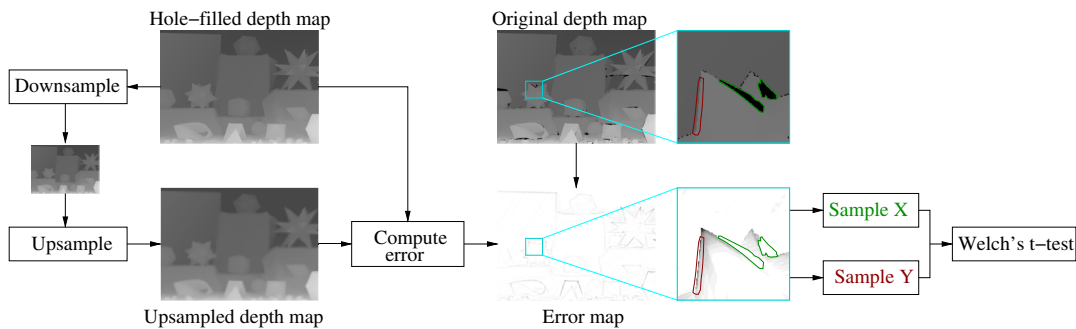 Hole−filled depth map
Original depth map
Downsample
Upsample
Compute
error
Sample X
Sample Y
Welch's t−test
Upsampled depth map
Error map